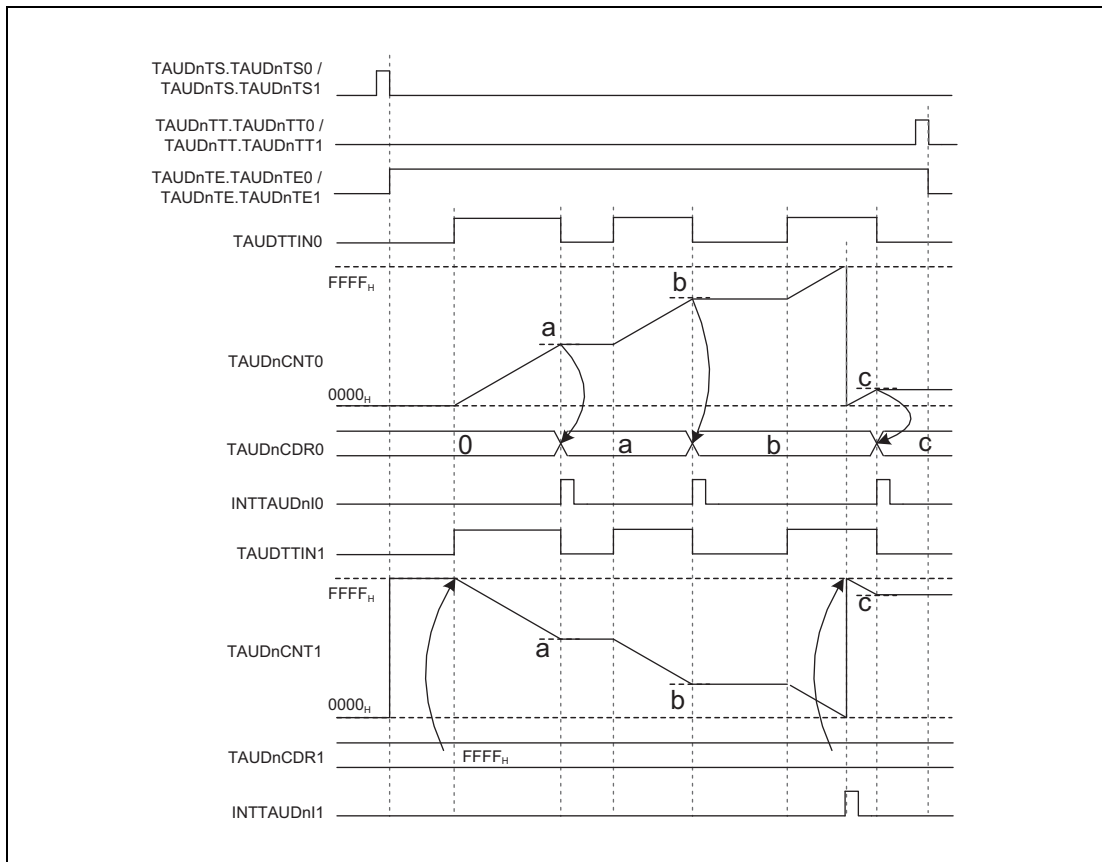 TAUDnTS.TAUDnTS0 /
TAUDnTS.TAUDnTS1
TAUDnTT.TAUDnTT0 /
TAUDnTT.TAUDnTT1
TAUDnTE.TAUDnTE0 /
TAUDnTE.TAUDnTE1
TAUDTTIN0
FFFFH
b
a
TAUDnCNT0
c
0000H
TAUDnCDR0
0
a
b
c
INTTAUDnI0
TAUDTTIN1
FFFFH
c
TAUDnCNT1
a
b
0000H
TAUDnCDR1
FFFFH
INTTAUDnI1